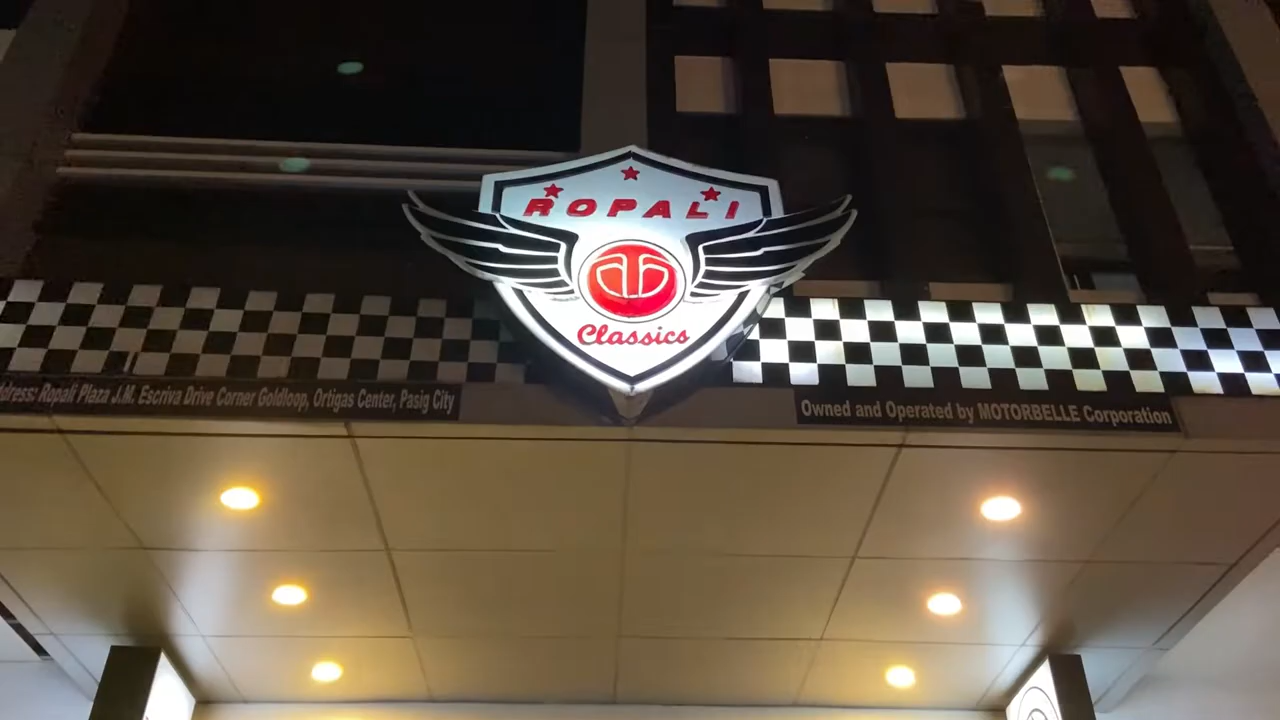 ROPALI
Classics
ddress: Ropali Plaza J.M. Escriva Drive Corner Goldloop, Ortigas Center, Pasig City
Owned and Operated by MOTORBELLE Corporation